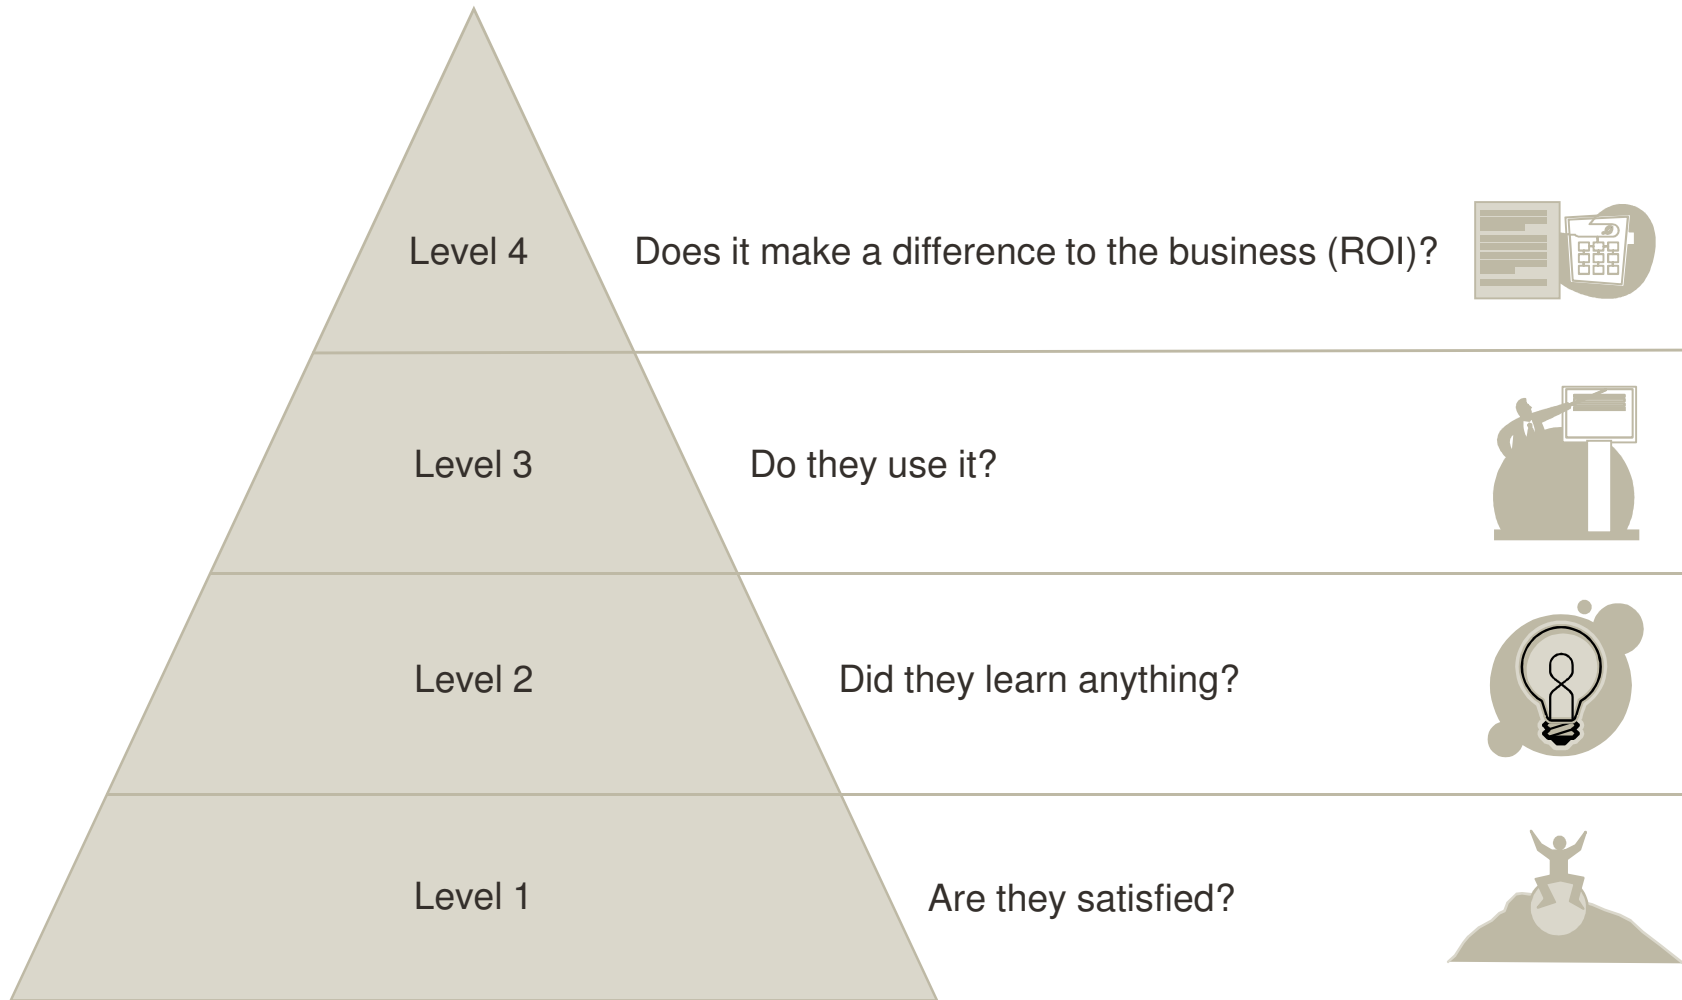 Level 4
Does it make a difference to the business (ROI)?
Level 3
Do they use it?
Level 2
Did they learn anything?
Level 1
Are they satisfied?